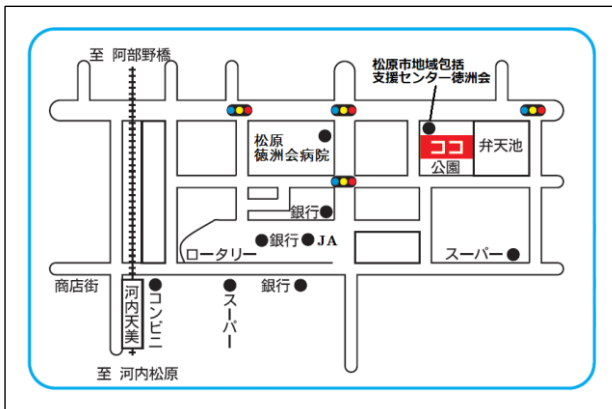 至 阿部野橋
松原市地域包括
支援センター徳洲会
松原
徳洲会病院
ココ
公園
弁天池
銀行
銀行
JA
ロータリー
スーパー
商店街
河内天美
コンビニ
スーパー
銀行
至 河内松原